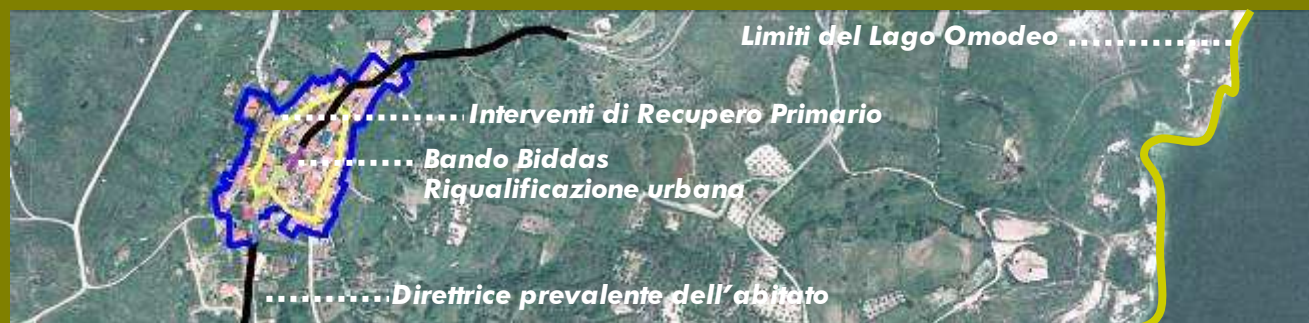 Limiti del Lago Omodeo
Interventi di Recupero Primario
Bando Biddas
Riqualificazione urbana
Direttrice prevalente dell'abitato